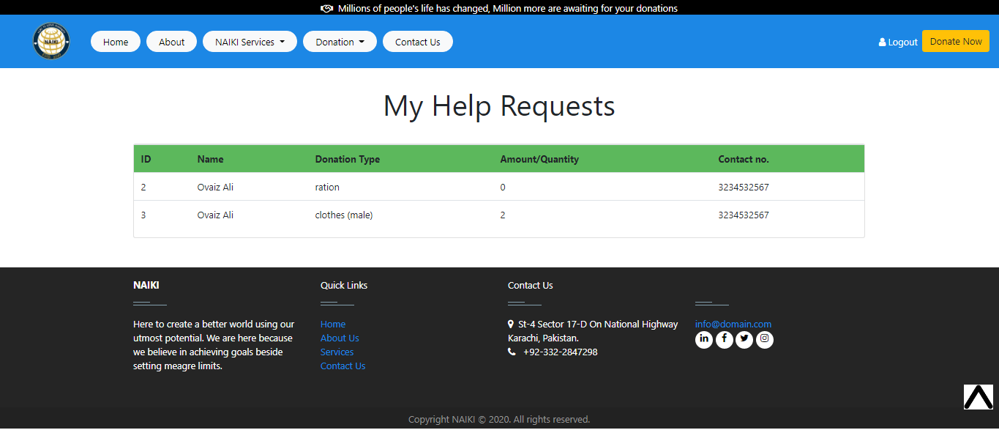 Millions of people's life has changed, Million more are awaiting for your donations
NAIKI
Home About NAIKI Services Donation Contact Us Logout Donate Now
My Help Requests
ID Name Donation Type Amount/Quantity Contact no.
2 Ovaiz Ali ration 0 3234532567
3 Ovaiz Ali clothes (male) 2 3234532567
NAIKI
Here to create a better world using our
utmost potential. We are here because
we believe in achieving goals beside
setting meagre limits.
Quick Links
Home
About Us
Services
Contact Us
Contact Us
St-4 Sector 17-D On National Highway
Karachi, Pakistan.
+92-332-2847298
info@domain.com
Copyright NAIKI © 2020. All rights reserved.